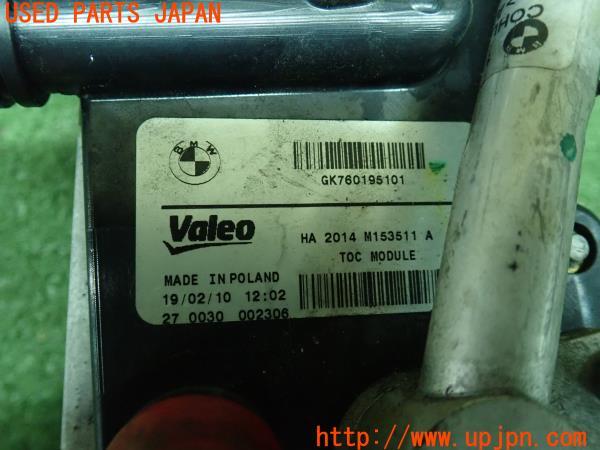 USED PARTS JAPAN
BMW
GK760195101
Valeo
HA 2014 M153511 A
TOC MODULE
MADE IN POLAND
19/02/10 12:02
27 0030 002306
http://www.upjpn.com/